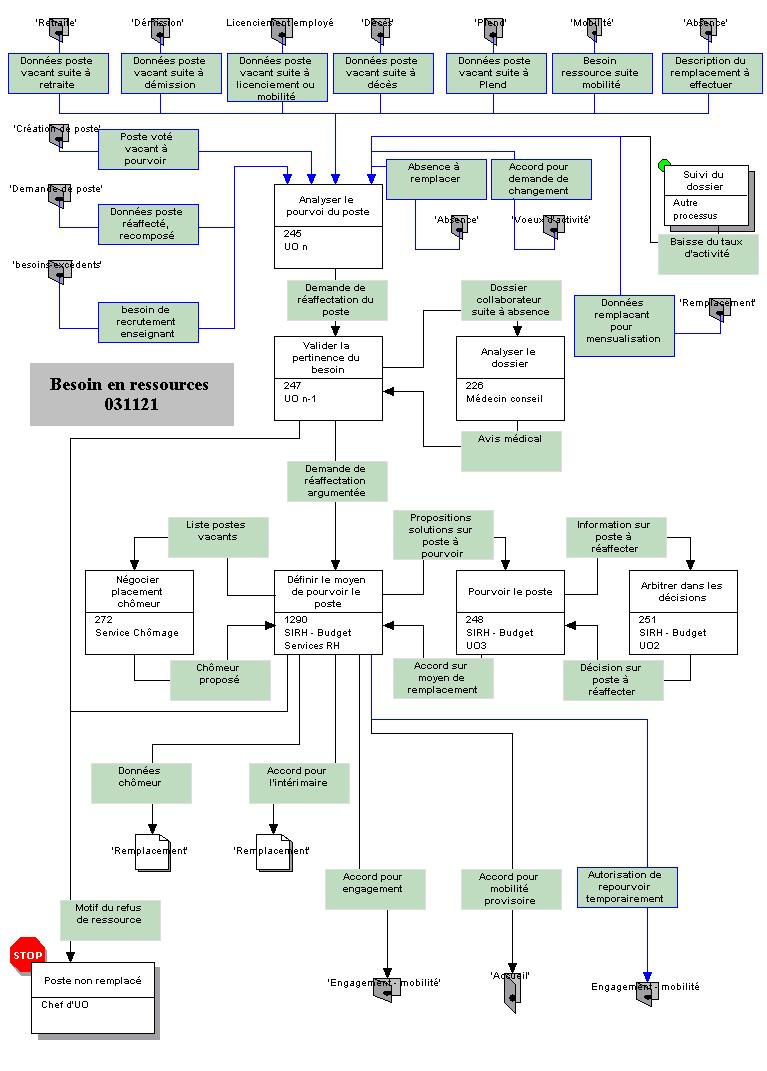 'Retraite'
'Démission'
Licenciement employé
'Décès'
'Plend'
'Mobilité'
'Absence'
Données poste
vacant suite à
retraite
Données poste
vacant suite à
démission
Données poste
vacant suite à
licenciement ou
mobilité
Données poste
vacant suite à
décès
Données poste
vacant suite à
Plend
Besoin
ressource suite
mobilité
Description du
remplacement à
effectuer
'Création de poste'
Poste voté
vacant à
pourvoir
'Demande de poste'
Données poste
réaffecté,
recomposé
'besoins-excédents'
besoin de
recrutement
enseignant
Analyser le
pourvoi du poste
245
UO n
Absence à
remplacer
'Absence'
Accord pour
demande de
changement
'Voeux d'activité'
Suivi du
dossier
Autre
processus
Baisse du taux
d'activité
Données
remplacant
pour
mensualisation
'Remplacement'
Demande de
réaffectation du
poste
Dossier
collaborateur
suite à absence
Besoin en ressources
031121
Valider la
pertinence du
besoin
247
UO n-1
Analyser le
dossier
226
Médecin conseil
Avis médical
Demande de
réaffectation
argumentée
Liste postes
vacants
Propositions
solutions sur
poste à
pourvoir
Information sur
poste à
réaffecter
Négocier
placement
chômeur
272
Service Chômage
Définir le moyen
de pourvoir le
poste
1290
SIRH - Budget
Services RH
Pourvoir le poste
248
SIRH - Budget
UO3
Arbitrer dans les
décisions
251
SIRH - Budget
UO2
Chômeur
proposé
Accord sur
moyen de
remplacement
Décision sur
poste à
réaffecter
Données
chômeur
Accord pour
l'intérimaire
'Remplacement'
'Remplacement'
Accord pour
engagement
Accord pour
mobilité
provisoire
Autorisation de
repourvoir
temporairement
Motif du refus
de ressource
STOP
Poste non remplacé
Chef d'UO
'Engagement - mobilité'
'Accueil'
Engagement - mobilité